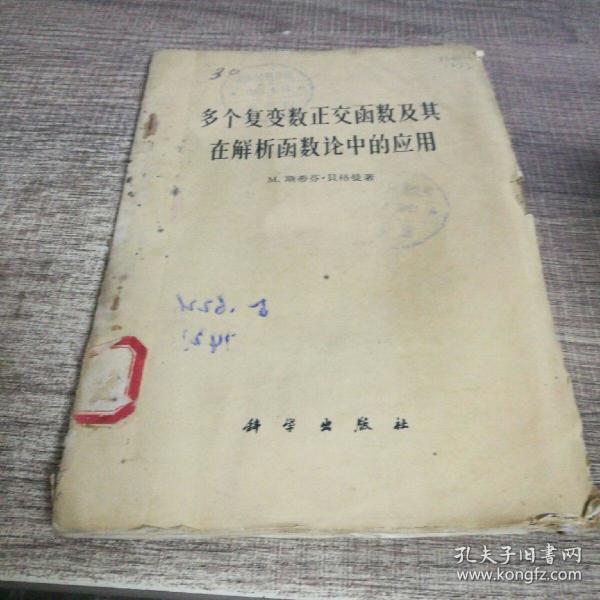 30
多个复变数正交函数及其
在解析函数论中的应用
M. 斯蒂芬·贝格曼著
科学出版社
孔夫子旧书网
www.kongfz.com